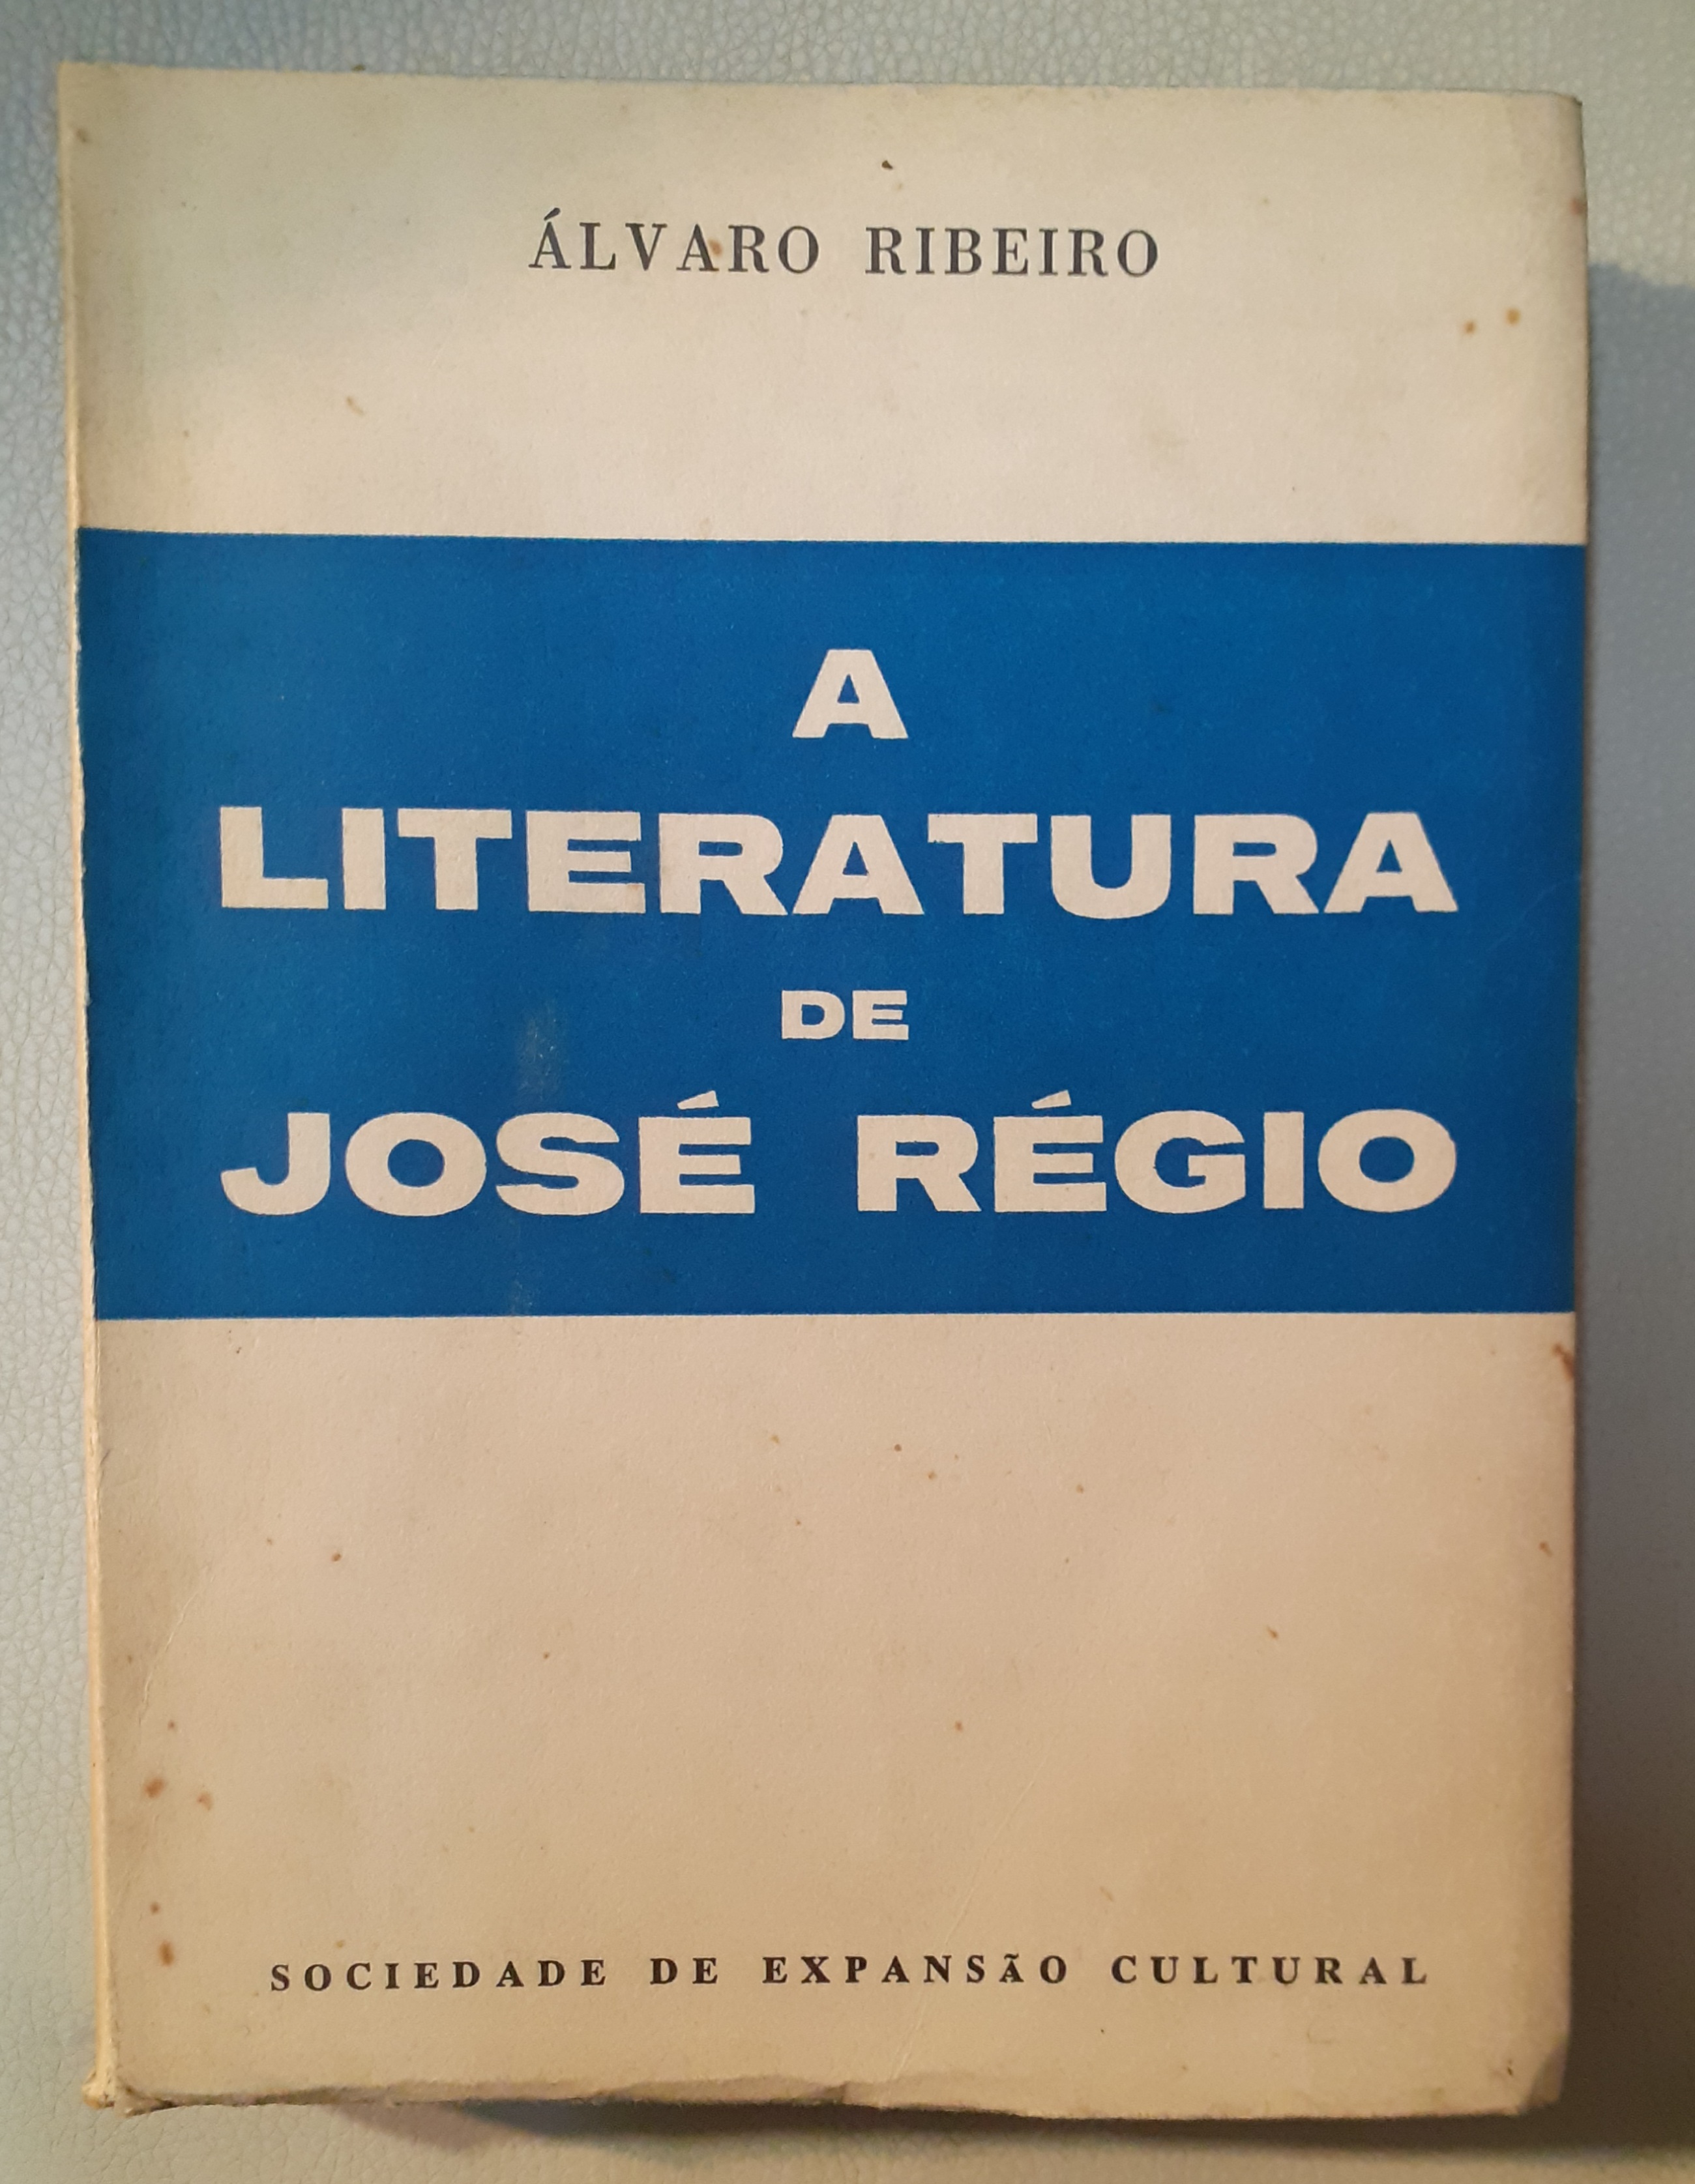 ÁLVARO RIBEIRO
A
LITERATURA
DE
JOSÉ RÉGIO
SOCIEDADE DE EXPANSÃO CULTURAL